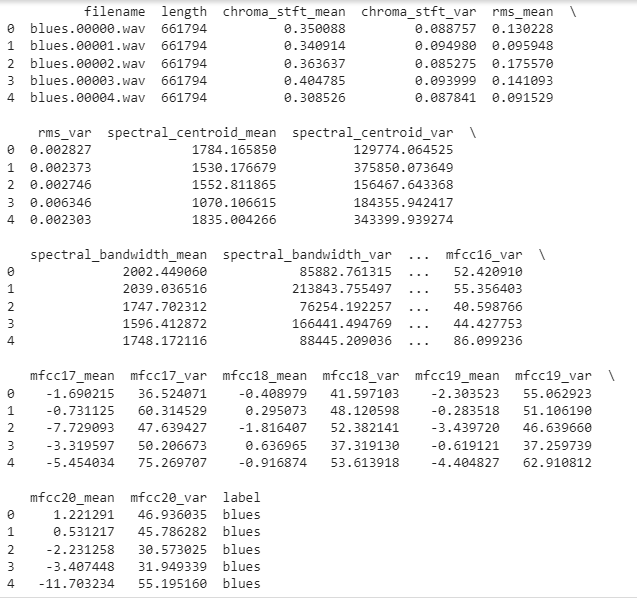 filename length chroma_stft_mean chroma_stft_var rms_mean \
0 blues.00000.wav 661794 0.350088 0.088757 0.130228
1 blues.00001.wav 661794 0.340914 0.094980 0.095948
2 blues.00002.wav 661794 0.363637 0.085275 0.175570
3 blues.00003.wav 661794 0.404785 0.093999 0.141093
4 blues.00004.wav 661794 0.308526 0.087841 0.091529
rms_var spectral_centroid_mean spectral_centroid_var \
0 0.002827 1784.165850 129774.064525
1 0.002373 1530.176679 375850.073649
2 0.002746 1552.811865 156467.643368
3 0.006346 1070.106615 184355.942417
4 0.002303 1835.004266 343399.939274
spectral_bandwidth_mean spectral_bandwidth_var ... mfcc16_var \
0 2002.449060 85882.761315 ... 52.420910
1 2039.036516 213843.755497 ... 55.356403
2 1747.702312 76254.192257 ... 40.598766
3 1596.412872 166441.494769 ... 44.427753
4 1748.172116 88445.209036 ... 86.099236
mfcc17_mean mfcc17_var mfcc18_mean mfcc18_var mfcc19_mean mfcc19_var \
0 -1.690215 36.524071 -0.408979 41.597103 -2.303523 55.062923
1 -0.731125 60.314529 0.295073 48.120598 -0.283518 51.106190
2 -7.729093 47.639427 -1.816407 52.382141 -3.439720 46.639660
3 -3.319597 50.206673 0.636965 37.319130 -0.619121 37.259739
4 -5.454034 75.269707 -0.916874 53.613918 -4.404827 62.910812
mfcc20_mean mfcc20_var label
0 1.221291 46.936035 blues
1 0.531217 45.786282 blues
2 -2.231258 30.573025 blues
3 -3.407448 31.949339 blues
4 -11.703234 55.195160 blues